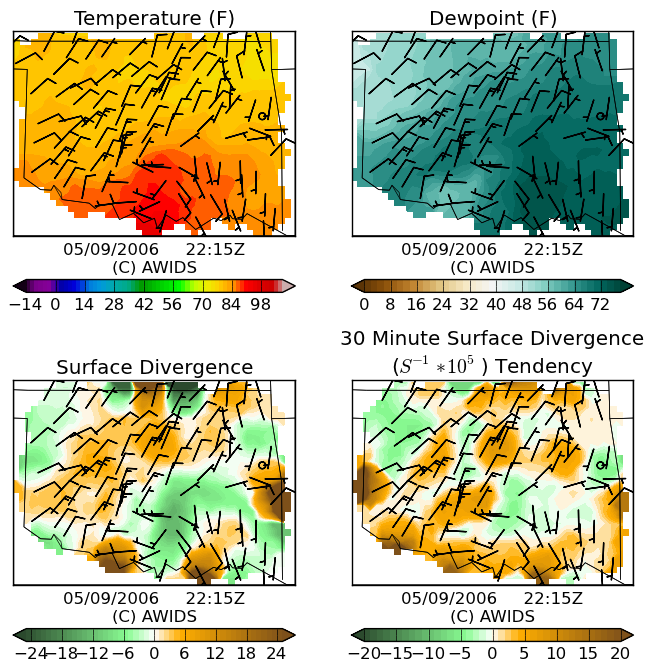 Temperature (F)
Dewpoint (F)
05/09/2006 22:15Z
(C) AWIDS
05/09/2006 22:15Z
(C) AWIDS
−14 0 14 28 42 56 70 84 98
0 8 16 24 32 40 48 56 64 72
Surface Divergence
30 Minute Surface Divergence
(S⁻¹ *10⁵ ) Tendency
05/09/2006 22:15Z
(C) AWIDS
05/09/2006 22:15Z
(C) AWIDS
−24 −18 −12 −6 0 6 12 18 24
−20 −15 −10 −5 0 5 10 15 20